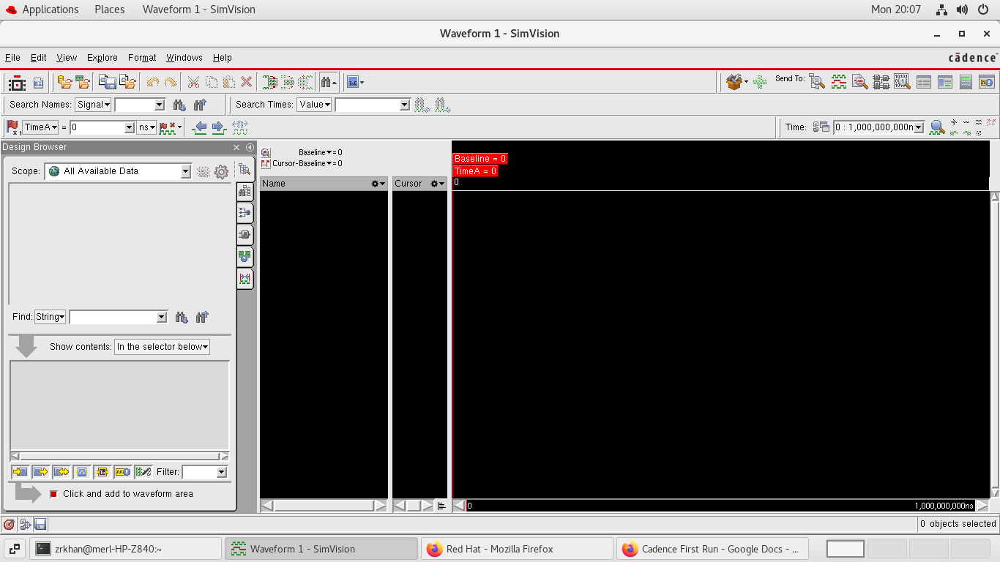 Applications Places Waveform 1 - SimVision Mon 20:07
Waveform 1 - SimVision
File Edit View Explore Format Windows Help cādence
Send To:
Search Names: Signal Search Times: Value
TimeA = 0 ns Time: 0 : 1,000,000,000n
Design Browser
Scope: All Available Data
Baseline = 0
Cursor-Baseline = 0
Name Cursor
Baseline = 0
TimeA = 0
0
Find: String
Show contents: In the selector below
Filter:
Click and add to waveform area
0 1,000,000,000ns
0 objects selected
zrkhan@merl-HP-Z840:~ Waveform 1 - SimVision Red Hat - Mozilla Firefox Cadence First Run - Google Docs - ...